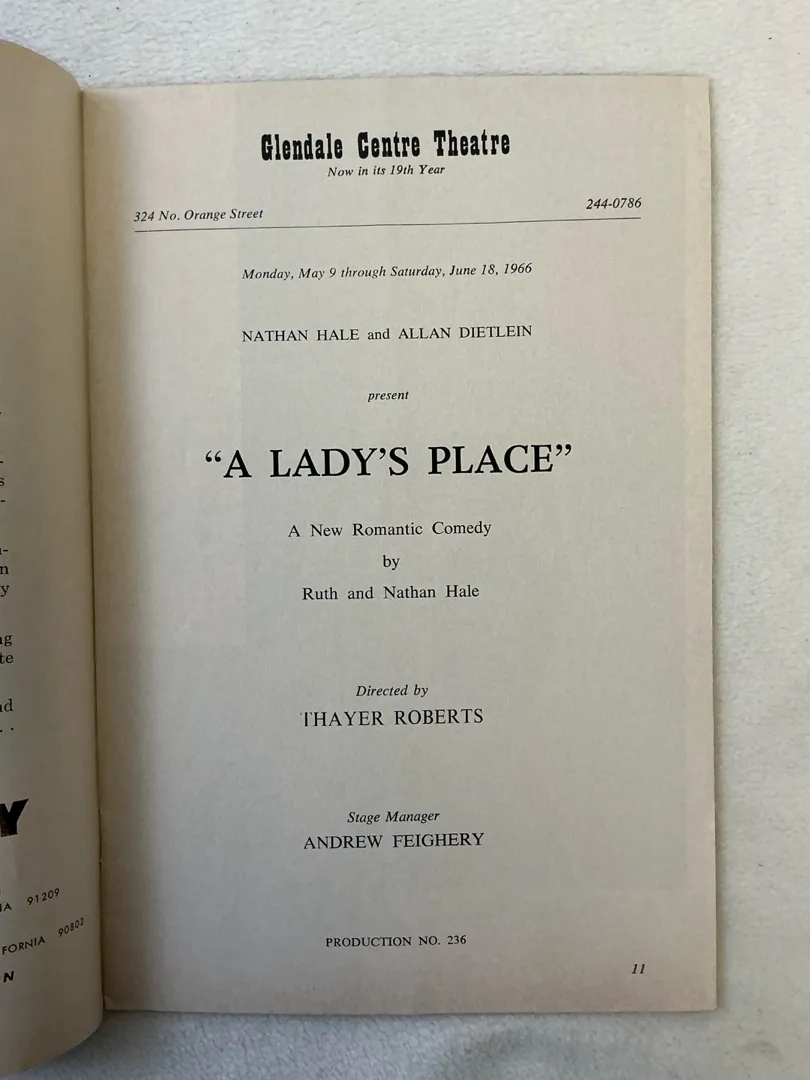 Glendale Centre Theatre
Now in its 19th Year
324 No. Orange Street
244-0786
Monday, May 9 through Saturday, June 18, 1966
NATHAN HALE and ALLAN DIETLEIN
present
“A LADY’S PLACE”
A New Romantic Comedy
by
Ruth and Nathan Hale
Directed by
THAYER ROBERTS
Stage Manager
ANDREW FEIGHERY
PRODUCTION NO. 236
11
91209
90802